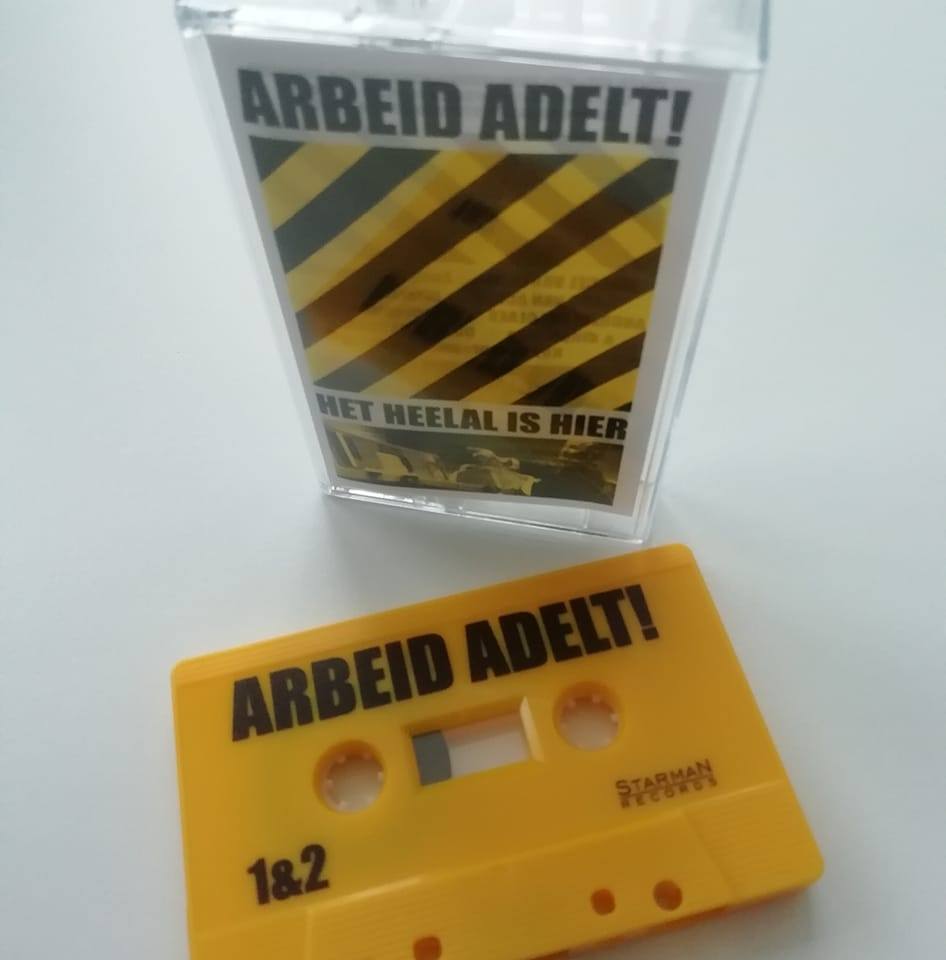 ARBEID ADELT!
HET HEELAL IS HIER
ARBEID ADELT!
STARMAN
RECORDS
1&2